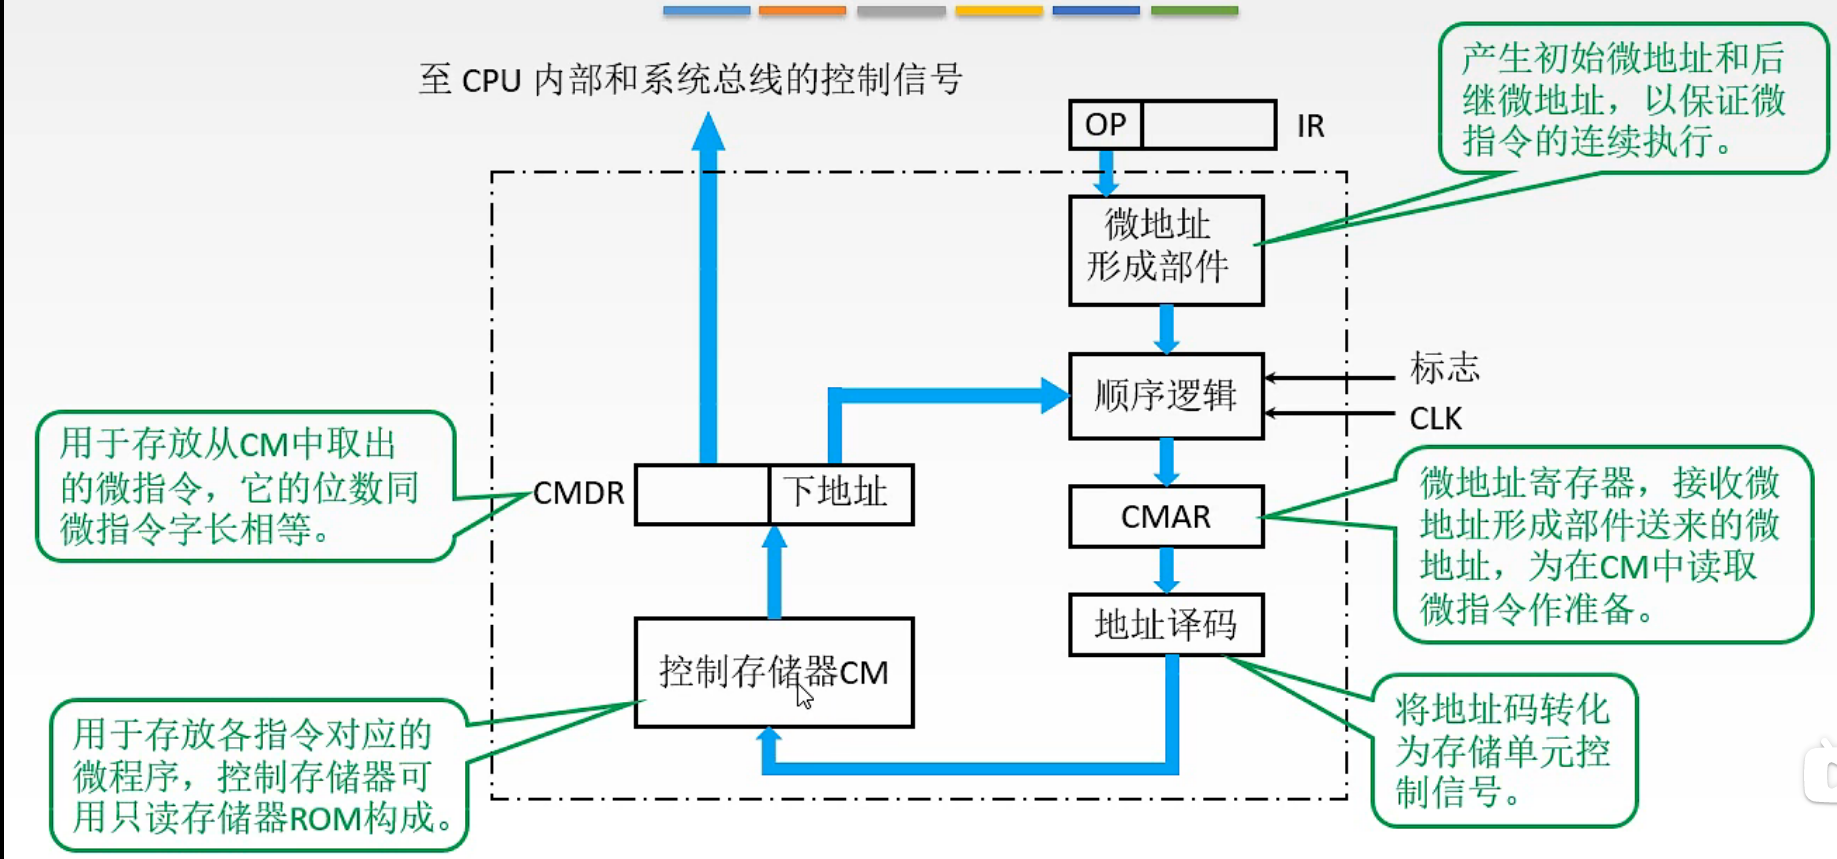 至 CPU 内部和系统总线的控制信号
OP
IR
产生初始微地址和后
继微地址，以保证微
指令的连续执行。
微地址
形成部件
顺序逻辑
标志
CLK
用于存放从CM中取出
的微指令，它的位数同
微指令字长相等。
CMDR
下地址
CMAR
微地址寄存器，接收微
地址形成部件送来的微
地址，为在CM中读取
微指令作准备。
地址译码
控制存储器CM
用于存放各指令对应的
微程序，控制存储器可
用只读存储器ROM构成。
将地址码转化
为存储单元控
制信号。